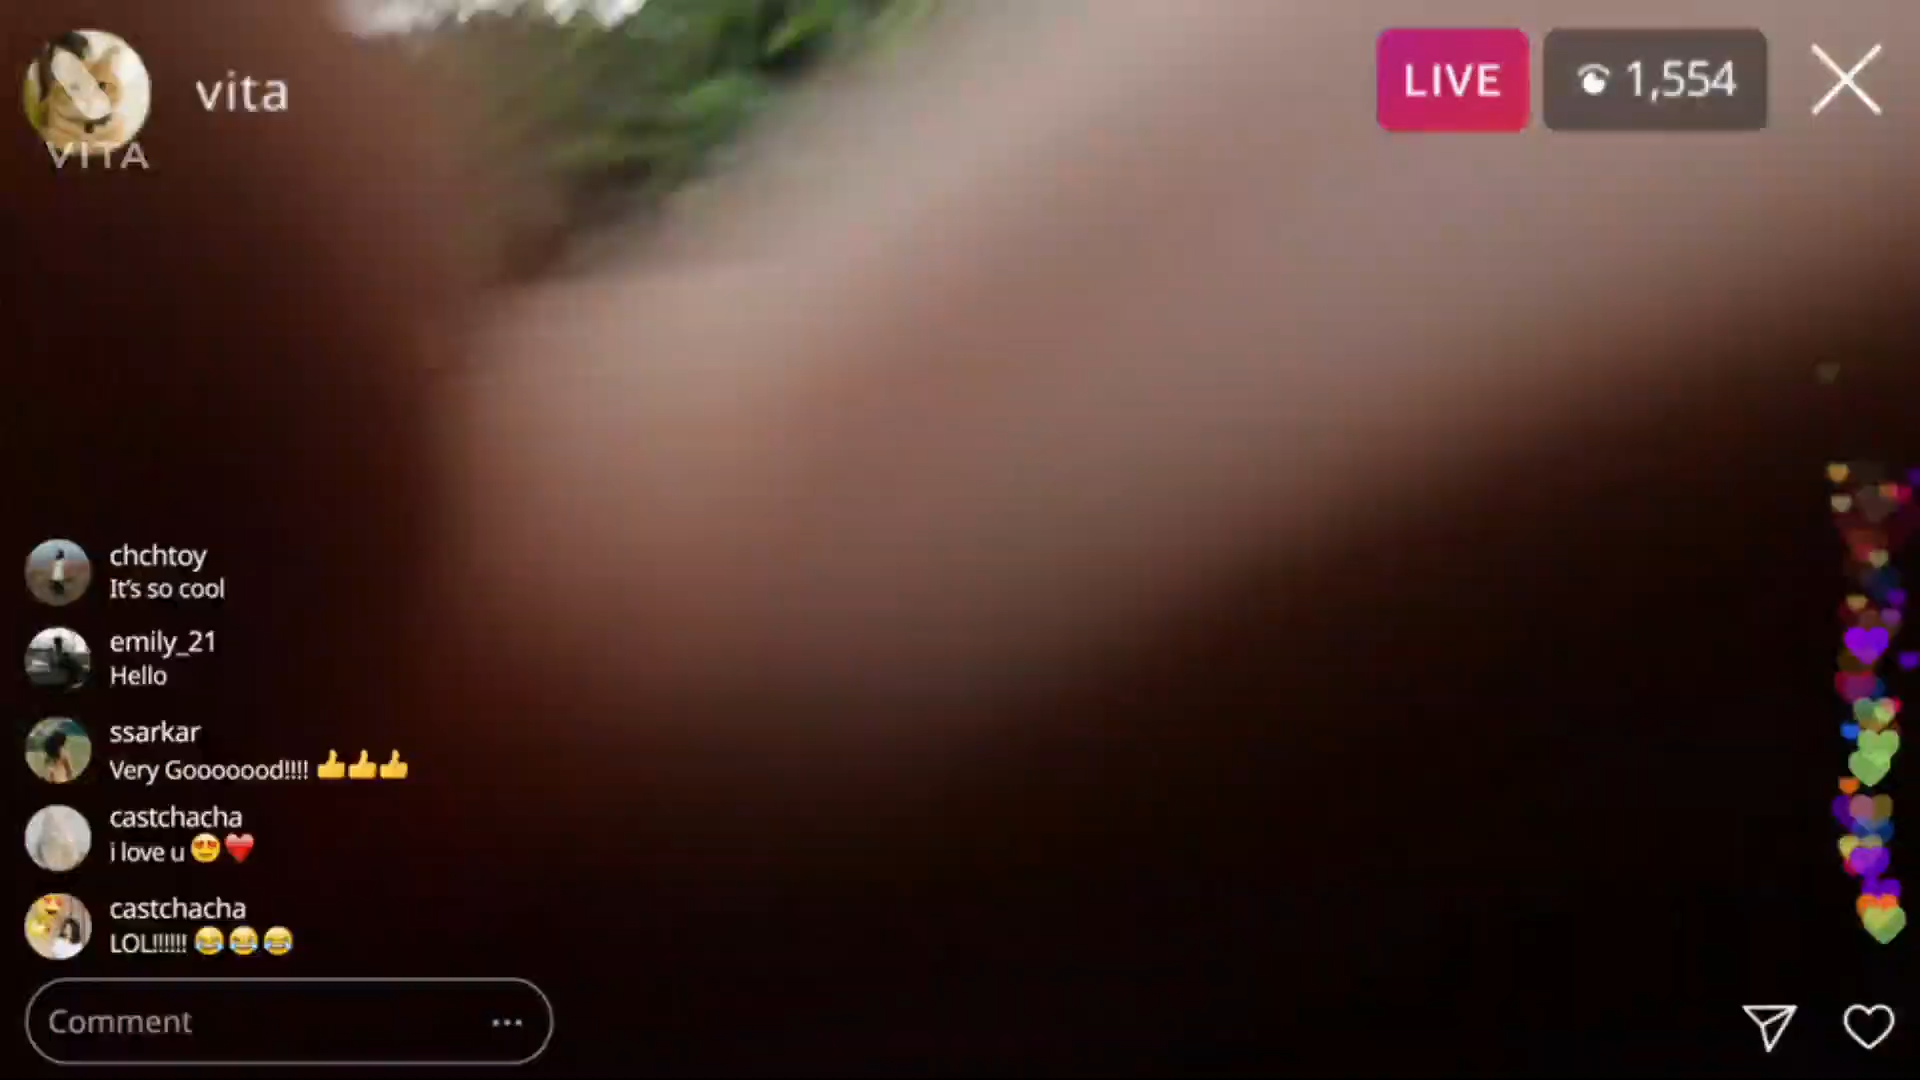 vita
VITA
LIVE
1,554
chchtoy
It's so cool
emily_21
Hello
ssarkar
Very Gooooood!!!! 👍👍👍
castchacha
i love u 😍❤️
castchacha
LOL!!!!!! 😂😂😂
Comment